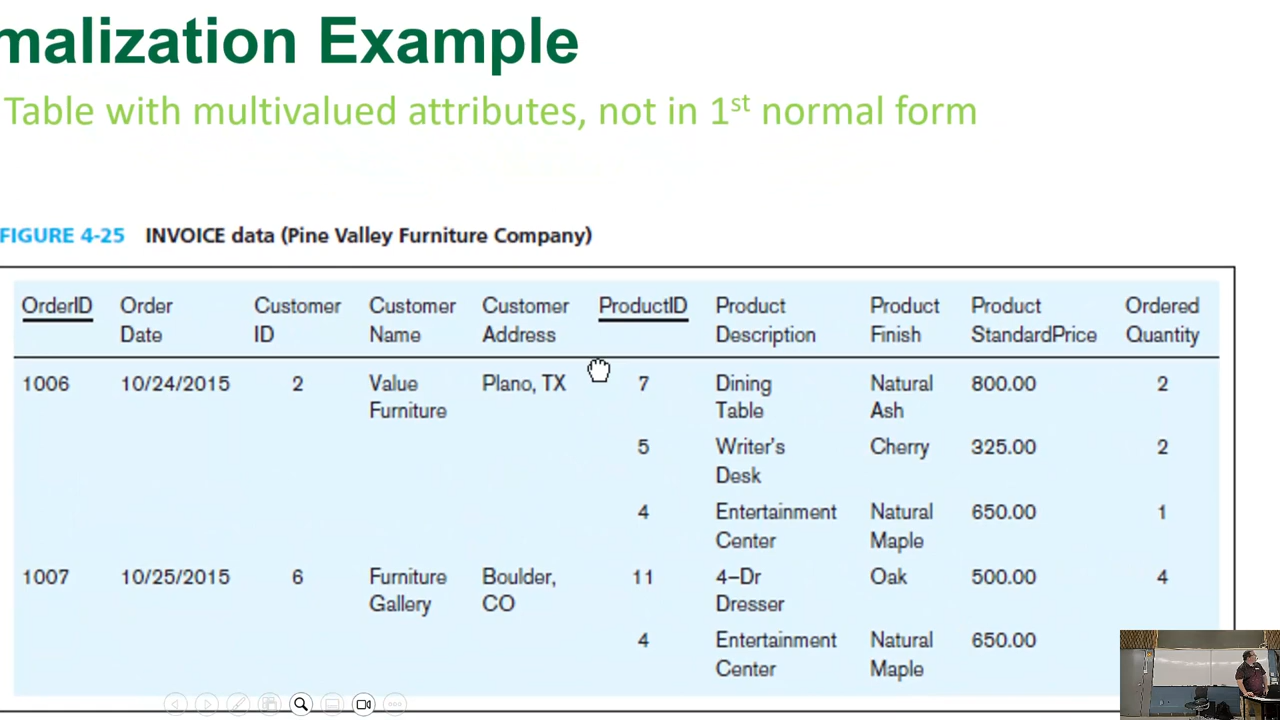 malization Example
Table with multivalued attributes, not in 1st normal form
FIGURE 4-25 INVOICE data (Pine Valley Furniture Company)
OrderID Order Date Customer ID Customer Name Customer Address ProductID Product Description Product Finish Product StandardPrice Ordered Quantity
1006 10/24/2015 2 Value Furniture Plano, TX 7 Dining Table Natural Ash 800.00 2
5 Writer's Desk Cherry 325.00 2
4 Entertainment Center Natural Maple 650.00 1
1007 10/25/2015 6 Furniture Gallery Boulder, CO 11 4–Dr Dresser Oak 500.00 4
4 Entertainment Center Natural Maple 650.00